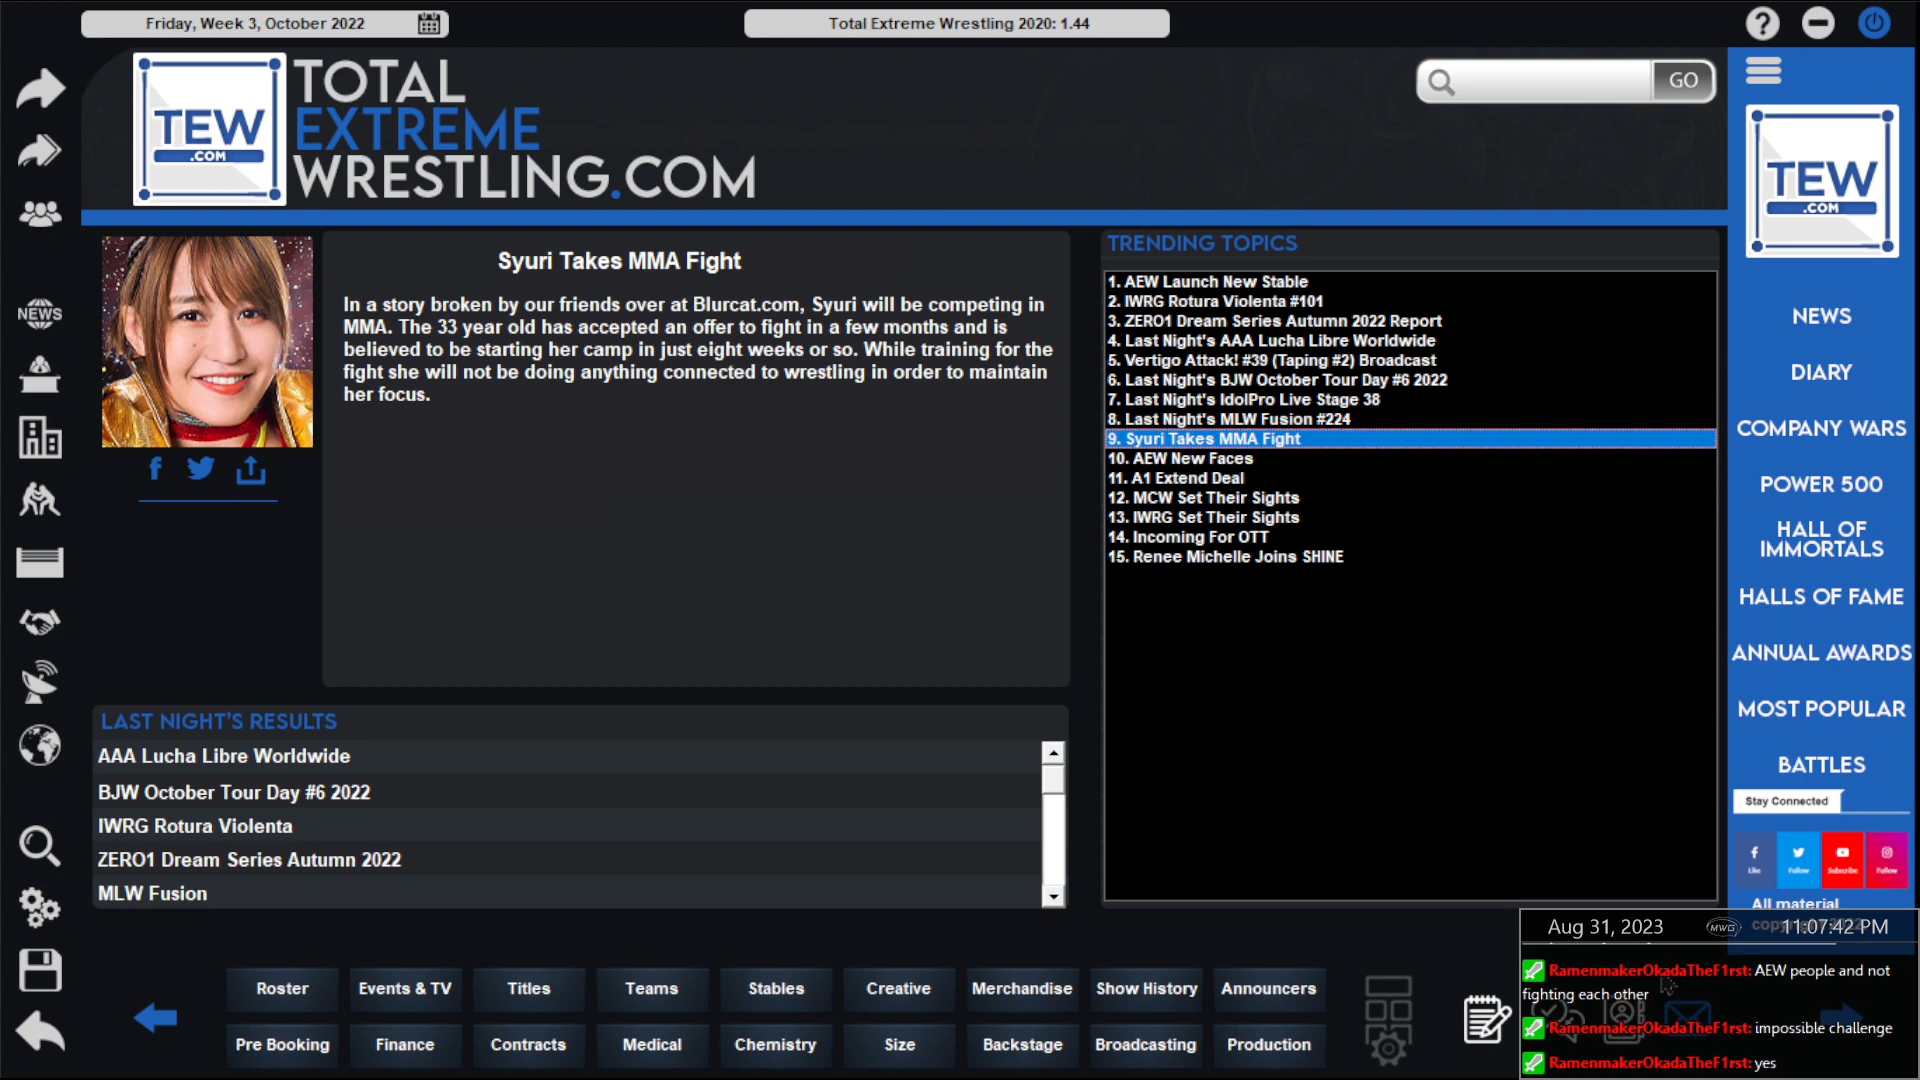 Friday, Week 3, October 2022
Total Extreme Wrestling 2020: 1.44
?
TEW
.COM
TOTAL
EXTREME
WRESTLING.COM
GO
TEW
.COM
NEWS
Syuri Takes MMA Fight
In a story broken by our friends over at Blurcat.com, Syuri will be competing in
MMA. The 33 year old has accepted an offer to fight in a few months and is
believed to be starting her camp in just eight weeks or so. While training for the
fight she will not be doing anything connected to wrestling in order to maintain
her focus.
TRENDING TOPICS
1. AEW Launch New Stable
2. IWRG Rotura Violenta #101
3. ZERO1 Dream Series Autumn 2022 Report
4. Last Night's AAA Lucha Libre Worldwide
5. Vertigo Attack! #39 (Taping #2) Broadcast
6. Last Night's BJW October Tour Day #6 2022
7. Last Night's IdolPro Live Stage 38
8. Last Night's MLW Fusion #224
9. Syuri Takes MMA Fight
10. AEW New Faces
11. A1 Extend Deal
12. MCW Set Their Sights
13. IWRG Set Their Sights
14. Incoming For OTT
15. Renee Michelle Joins SHINE
NEWS
DIARY
COMPANY WARS
POWER 500
HALL OF
IMMORTALS
HALLS OF FAME
ANNUAL AWARDS
MOST POPULAR
BATTLES
Stay Connected
Like
Follow
Subscribe
Follow
All material
LAST NIGHT'S RESULTS
AAA Lucha Libre Worldwide
BJW October Tour Day #6 2022
IWRG Rotura Violenta
ZERO1 Dream Series Autumn 2022
MLW Fusion
Roster
Events & TV
Titles
Teams
Stables
Creative
Merchandise
Show History
Announcers
Pre Booking
Finance
Contracts
Medical
Chemistry
Size
Backstage
Broadcasting
Production
Aug 31, 2023
MWG
11:07:42 PM
RamenmakerOkadaTheF1rst: AEW people and not
fighting each other
RamenmakerOkadaTheF1rst: impossible challenge
RamenmakerOkadaTheF1rst: yes